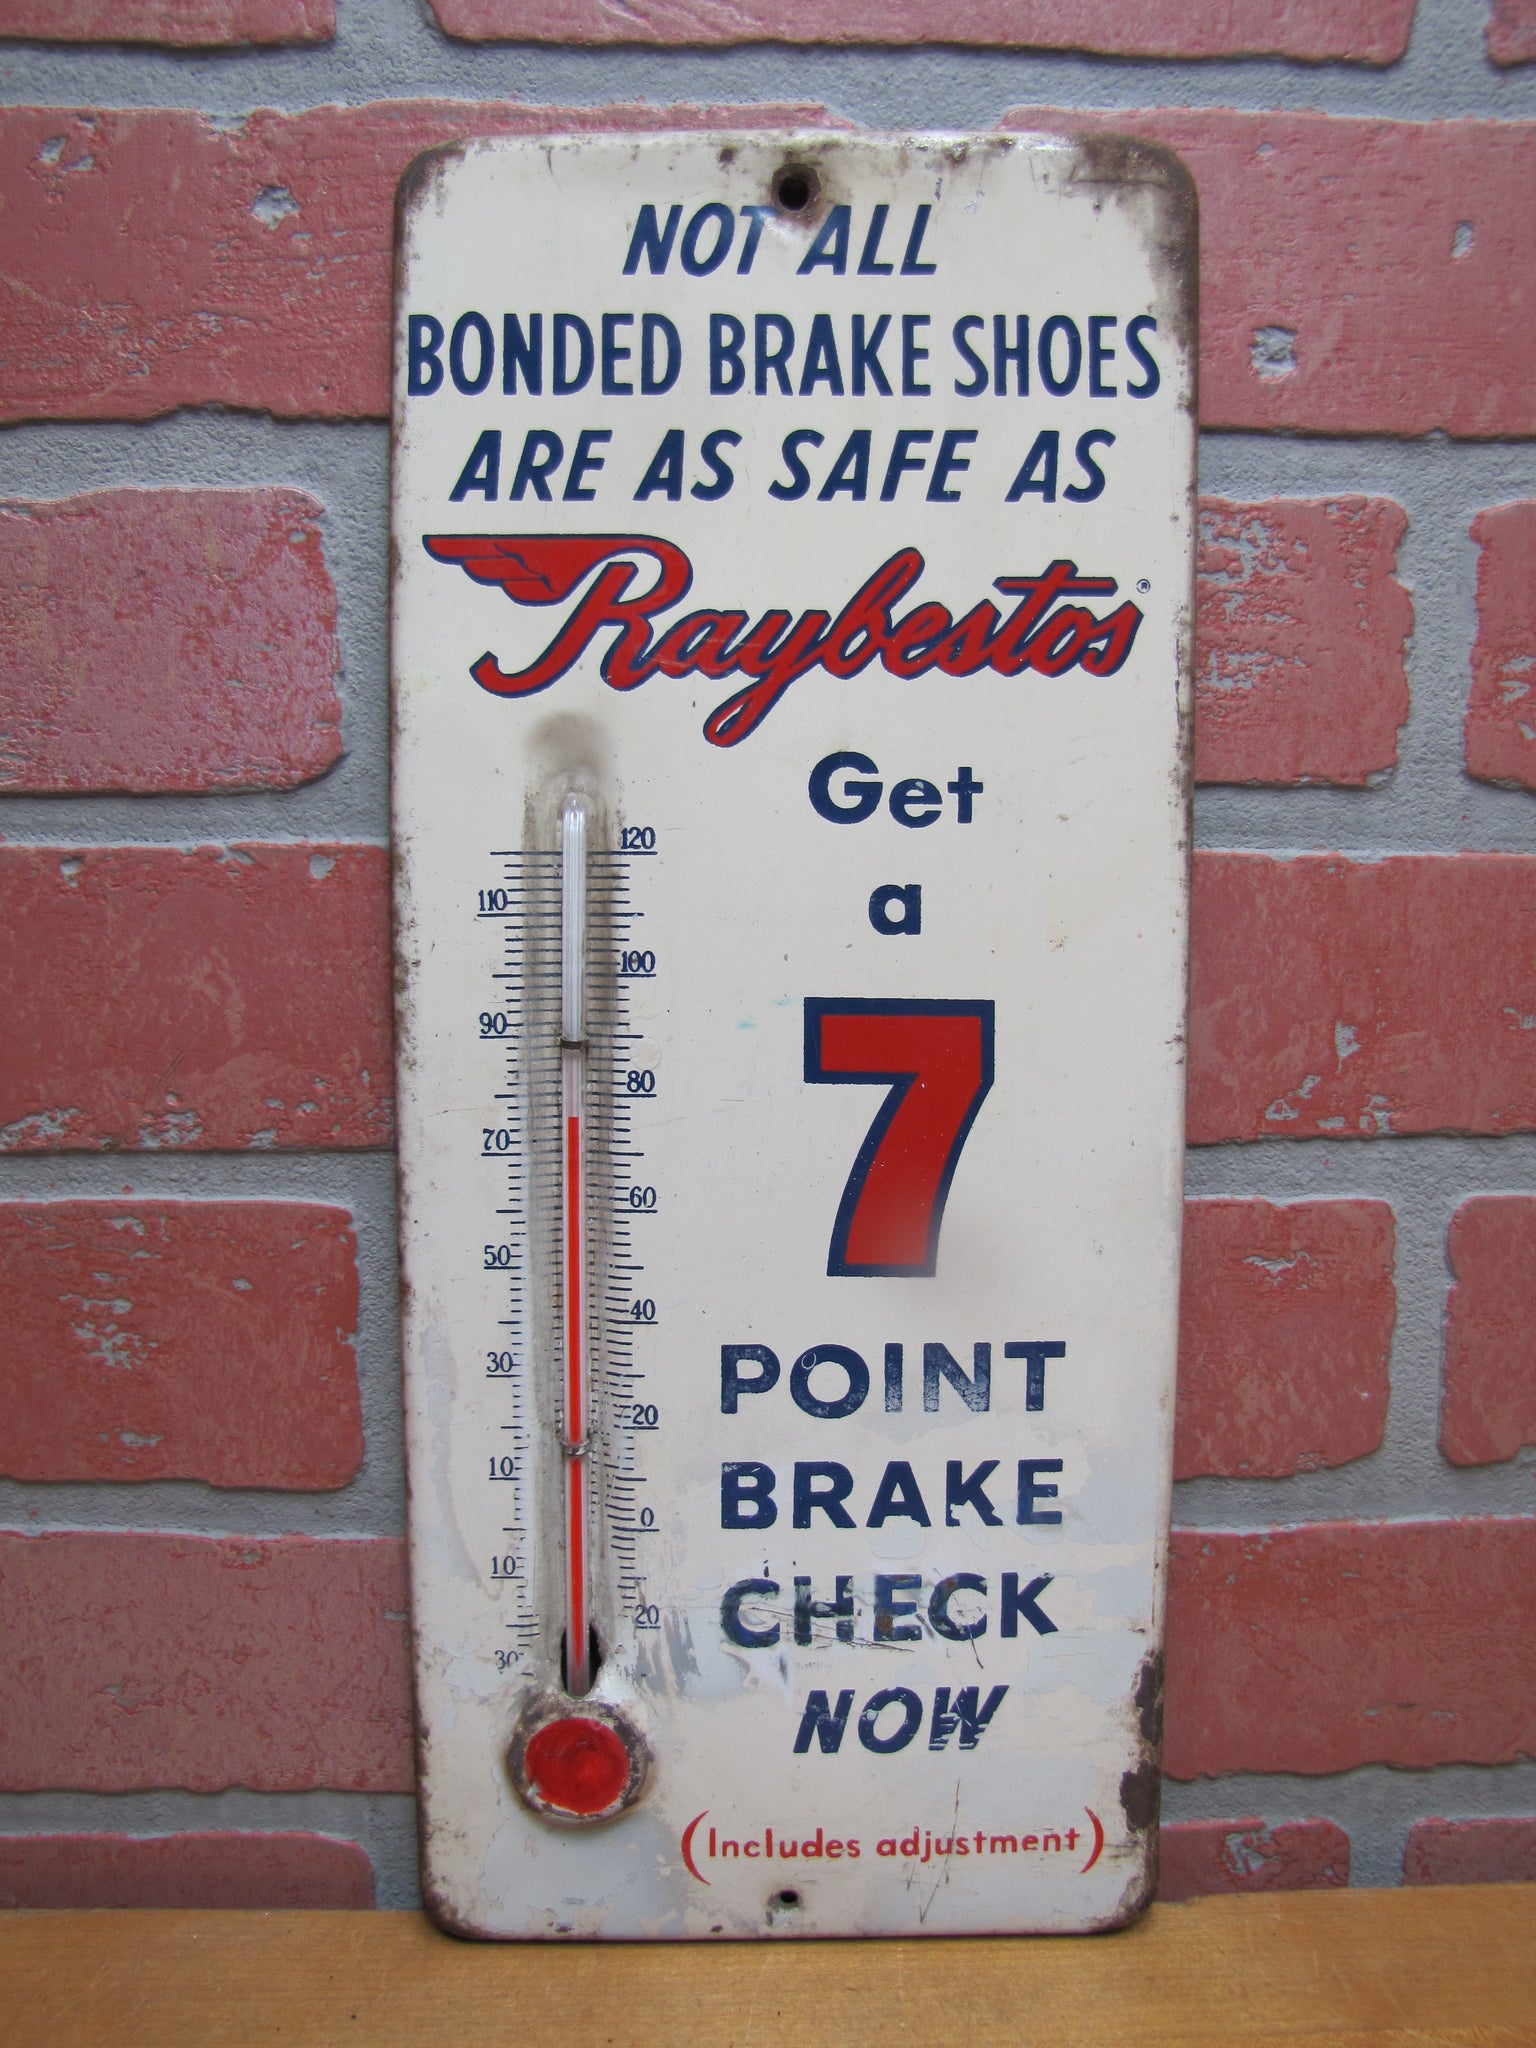 NOT ALL
BONDED BRAKE SHOES
ARE AS SAFE AS
Raybestos®
Get
a
7
POINT
BRAKE
CHECK
NOW
(Includes adjustment)
120
110
100
90
80
70
60
50
40
30
20
10
0
10
20
30